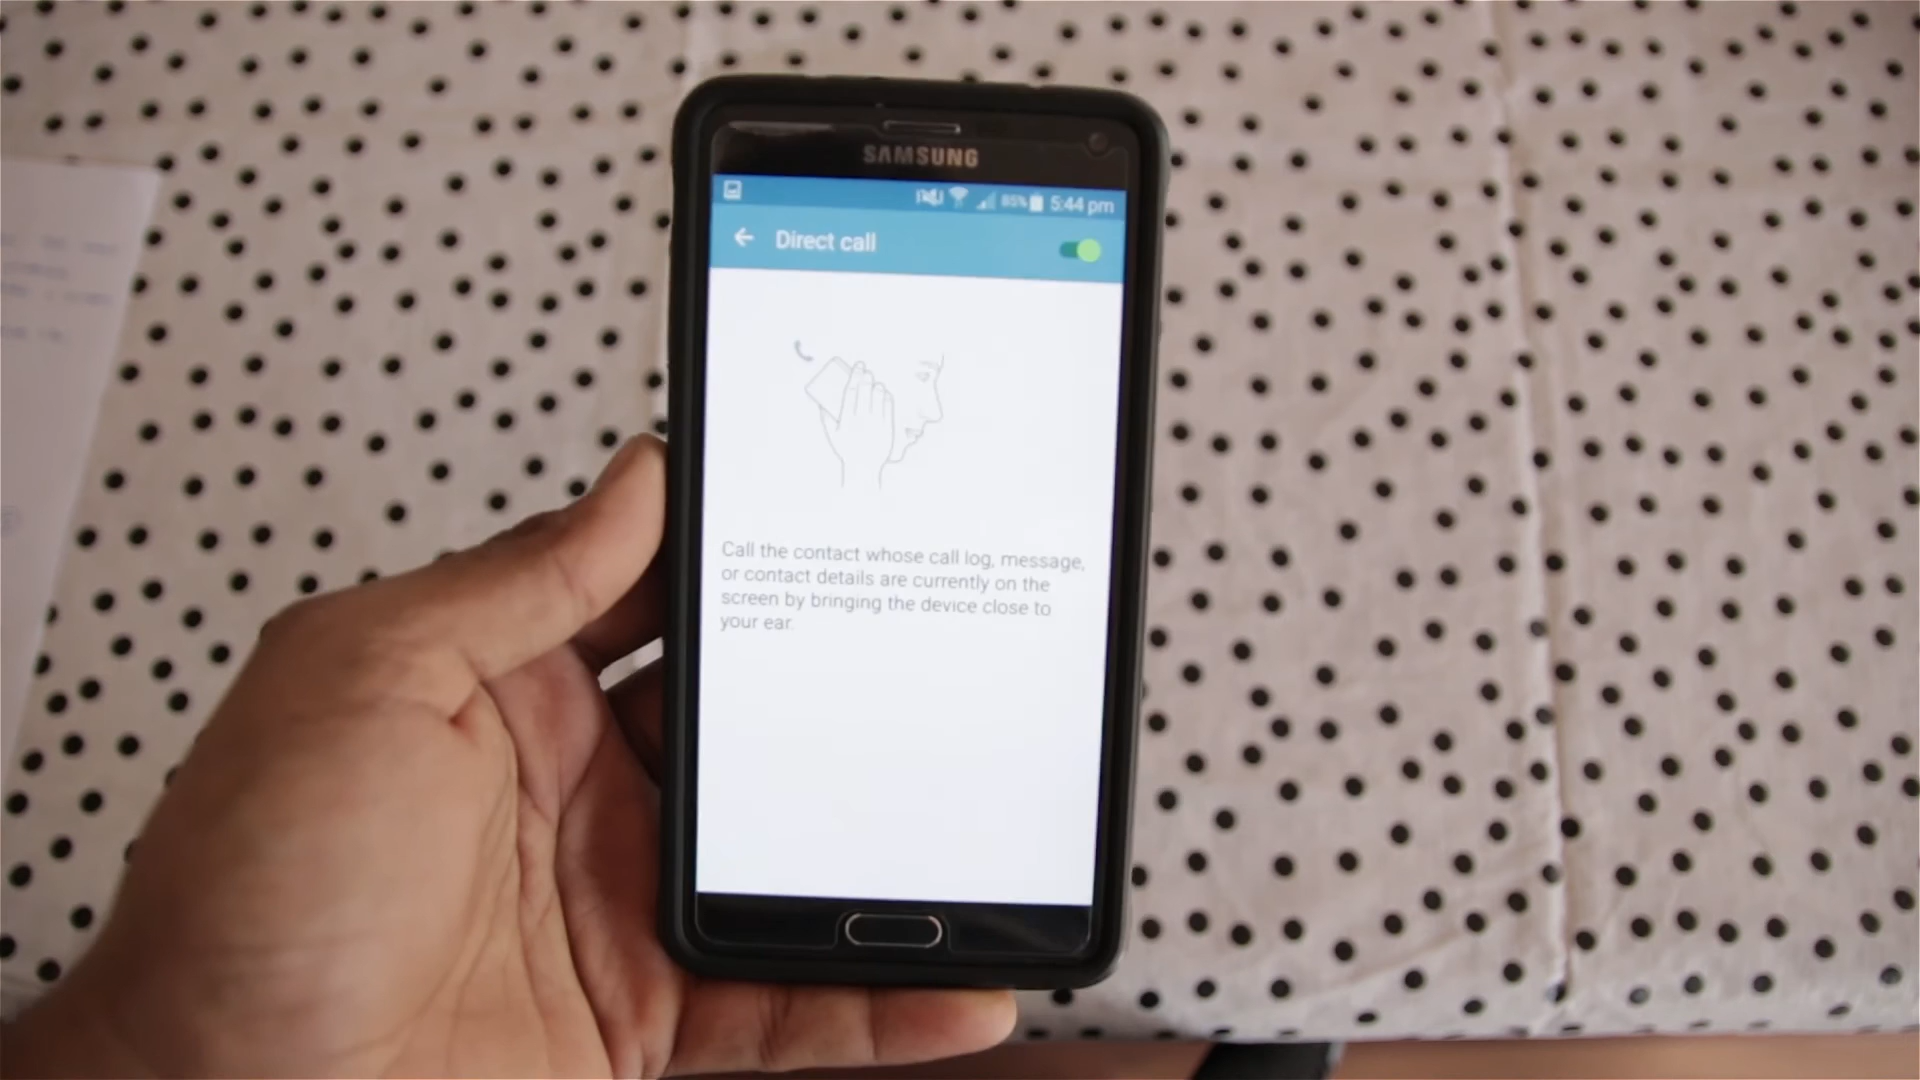 SAMSUNG
85% 5:44 pm
Direct call
Call the contact whose call log, message,
or contact details are currently on the
screen by bringing the device close to
your ear.